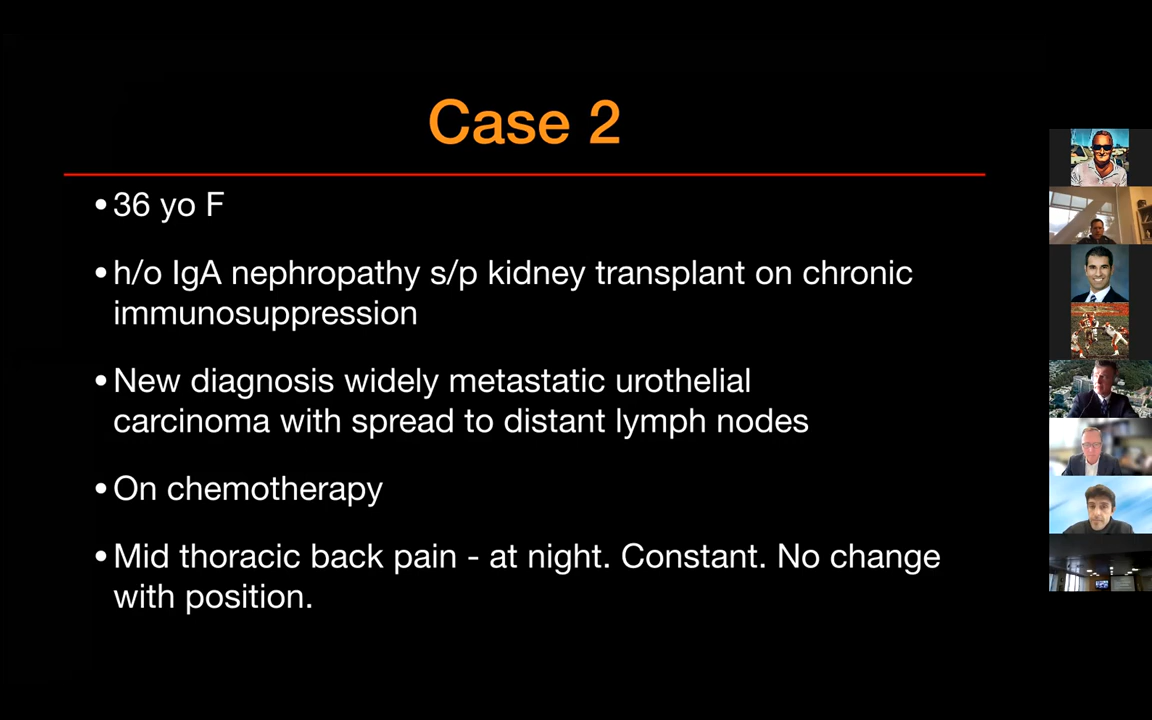 Case 2
•36 yo F
•h/o IgA nephropathy s/p kidney transplant on chronic
immunosuppression
•New diagnosis widely metastatic urothelial
carcinoma with spread to distant lymph nodes
•On chemotherapy
•Mid thoracic back pain - at night. Constant. No change
with position.